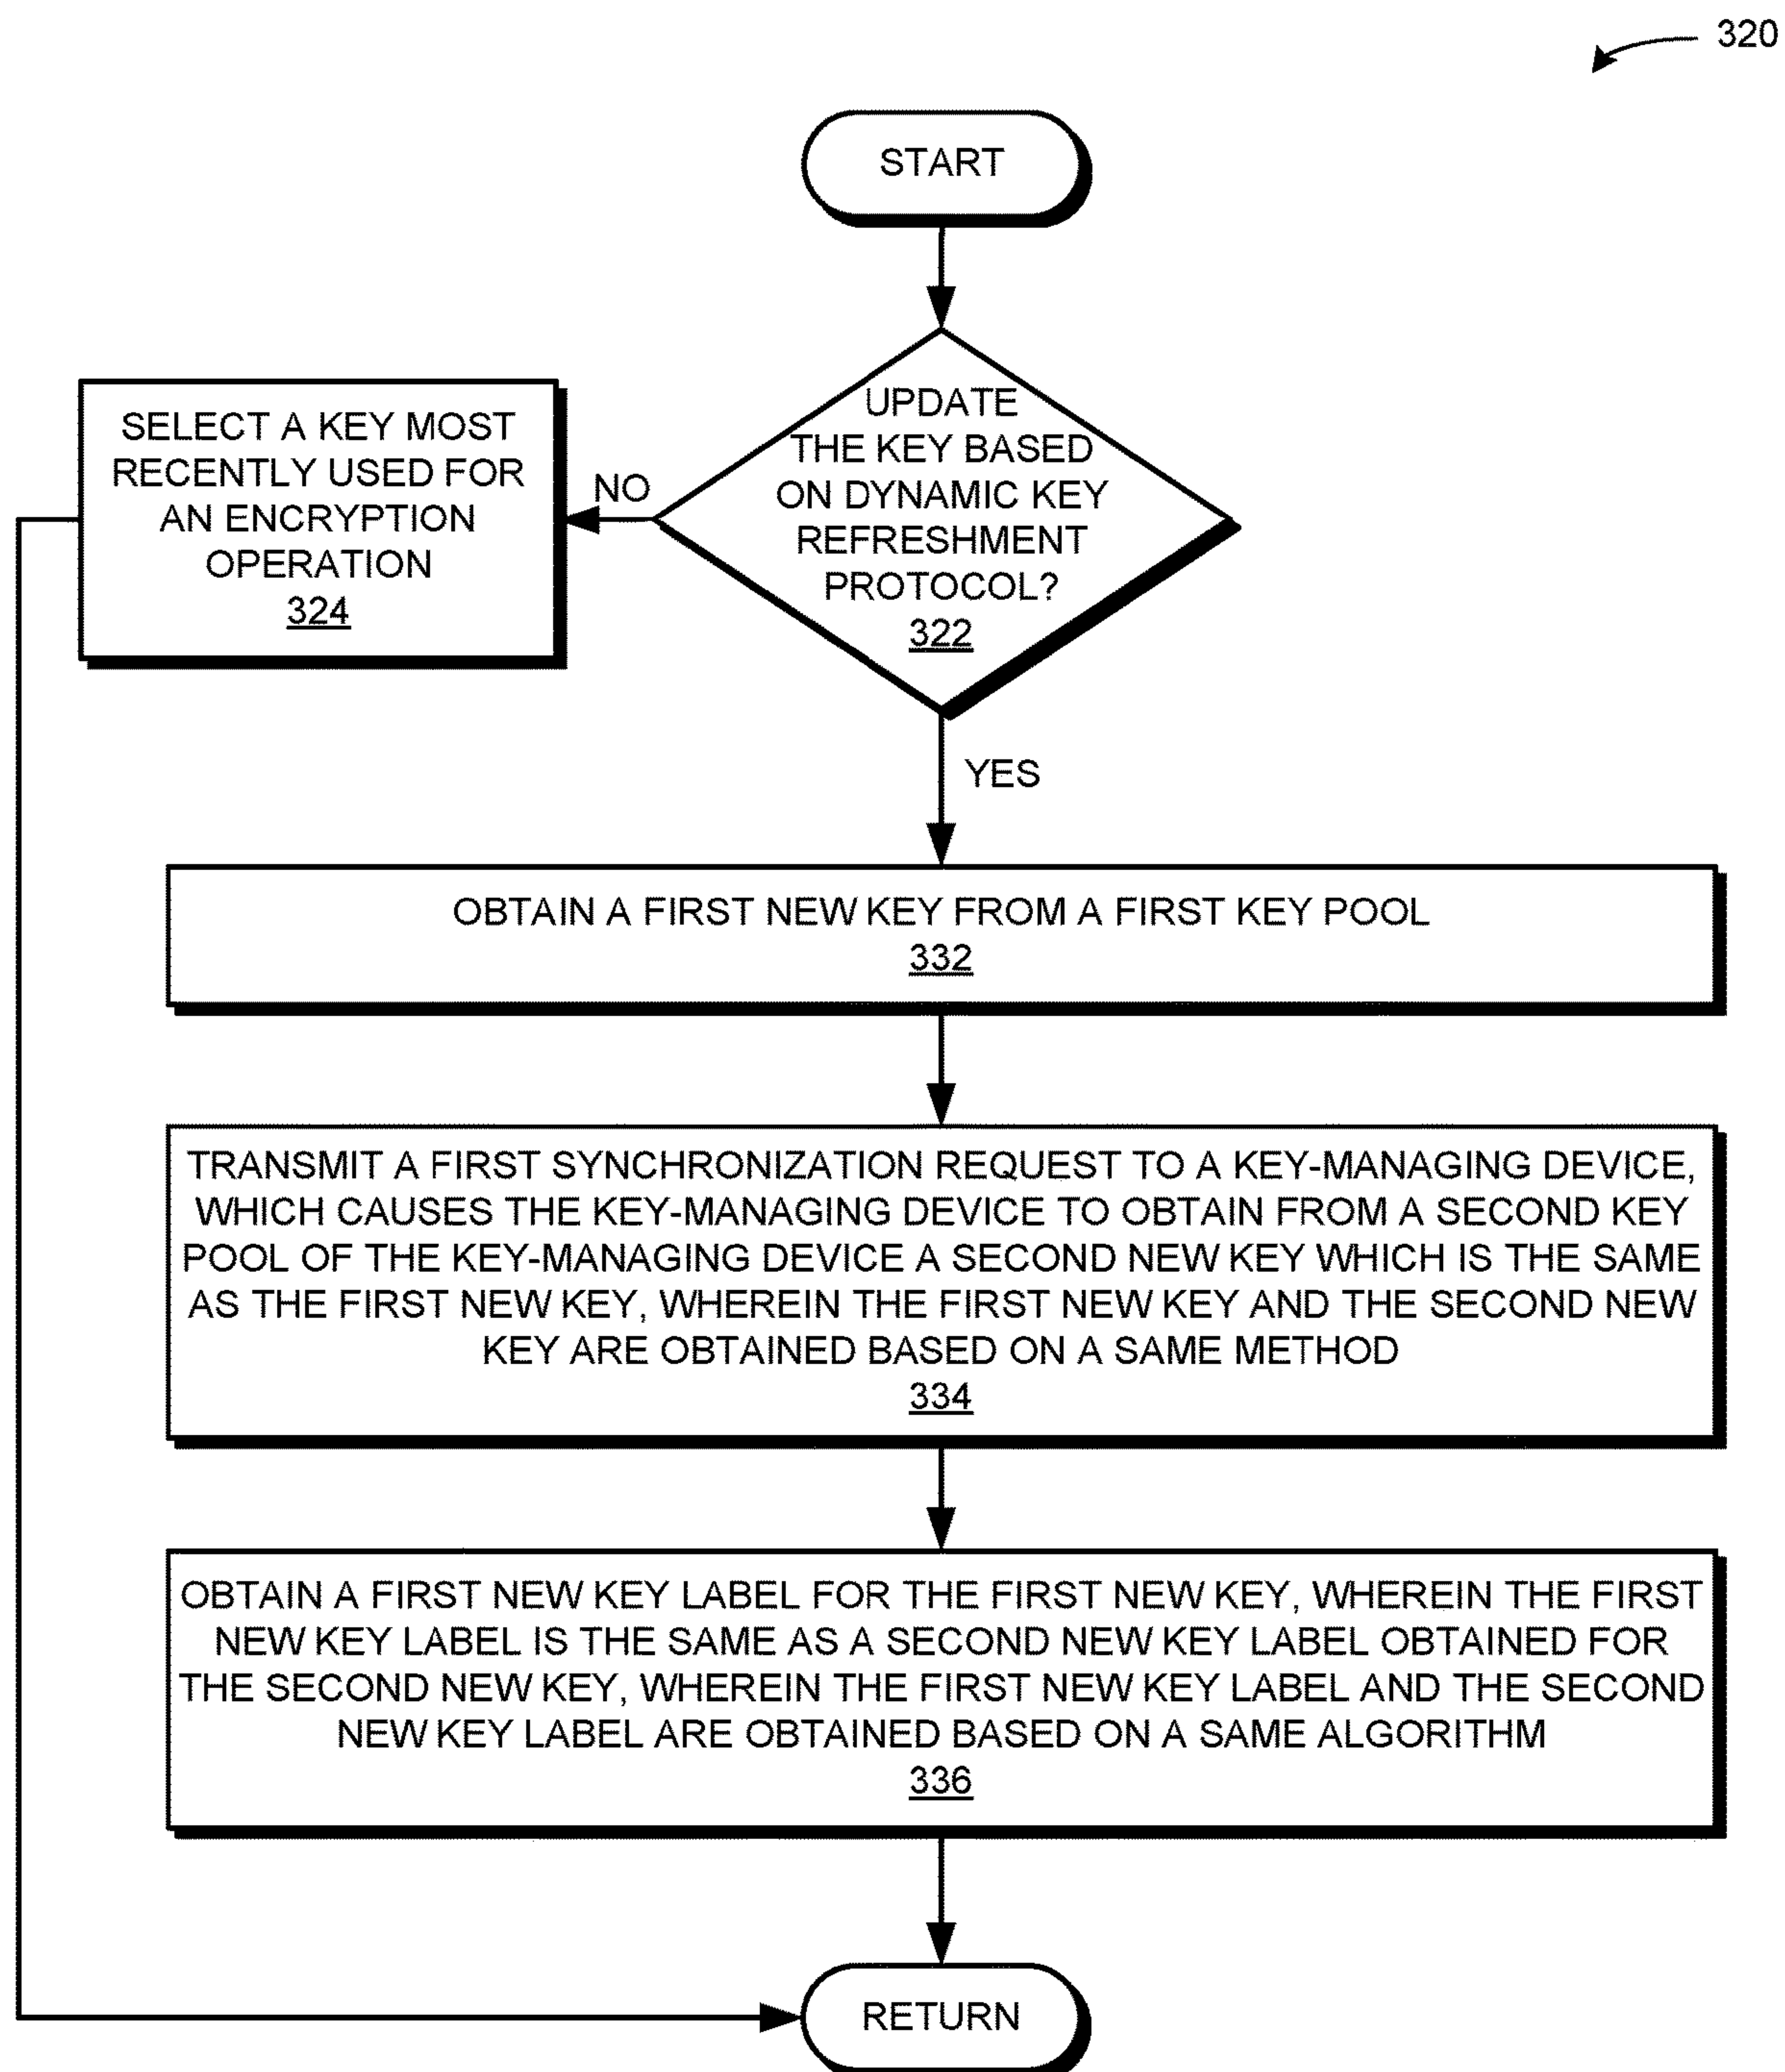 320
START
UPDATE
THE KEY BASED
ON DYNAMIC KEY
REFRESHMENT
PROTOCOL?
322
NO
SELECT A KEY MOST
RECENTLY USED FOR
AN ENCRYPTION
OPERATION
324
YES
OBTAIN A FIRST NEW KEY FROM A FIRST KEY POOL
332
TRANSMIT A FIRST SYNCHRONIZATION REQUEST TO A KEY-MANAGING DEVICE,
WHICH CAUSES THE KEY-MANAGING DEVICE TO OBTAIN FROM A SECOND KEY
POOL OF THE KEY-MANAGING DEVICE A SECOND NEW KEY WHICH IS THE SAME
AS THE FIRST NEW KEY, WHEREIN THE FIRST NEW KEY AND THE SECOND NEW
KEY ARE OBTAINED BASED ON A SAME METHOD
334
OBTAIN A FIRST NEW KEY LABEL FOR THE FIRST NEW KEY, WHEREIN THE FIRST
NEW KEY LABEL IS THE SAME AS A SECOND NEW KEY LABEL OBTAINED FOR
THE SECOND NEW KEY, WHEREIN THE FIRST NEW KEY LABEL AND THE SECOND
NEW KEY LABEL ARE OBTAINED BASED ON A SAME ALGORITHM
336
RETURN